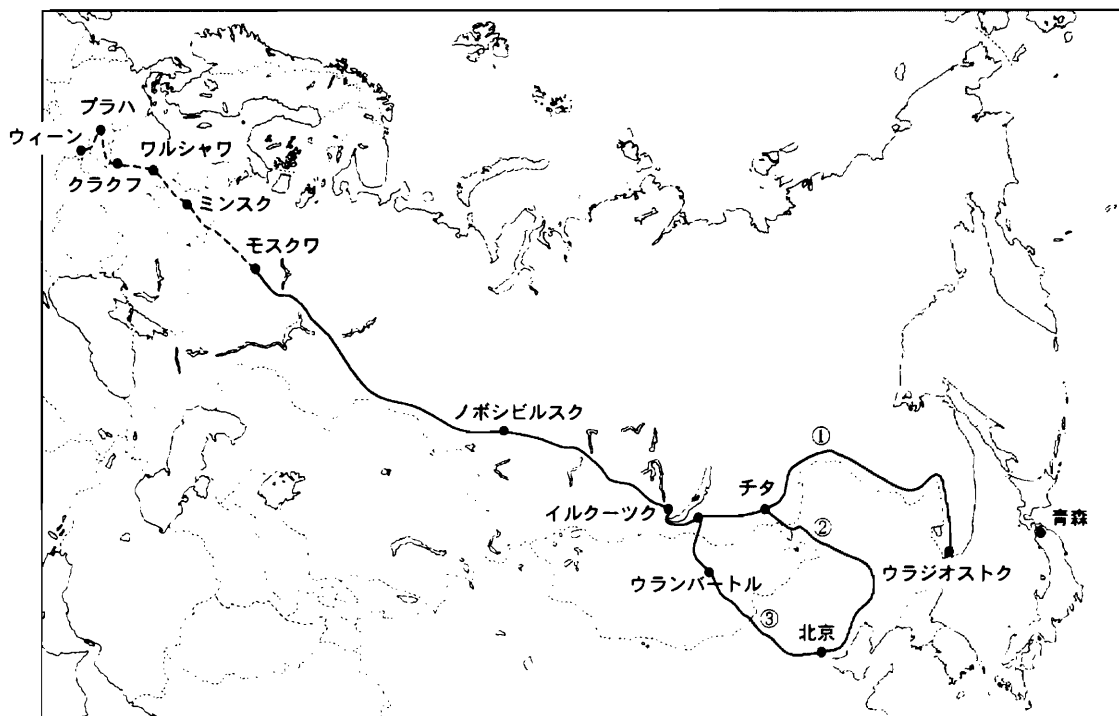 プラハ
ウィーン
ワルシャワ
クラクフ
ミンスク
モスクワ
ノボシビルスク
①
チタ
イルクーツク
②
青森
ウランバートル
ウラジオストク
③
北京